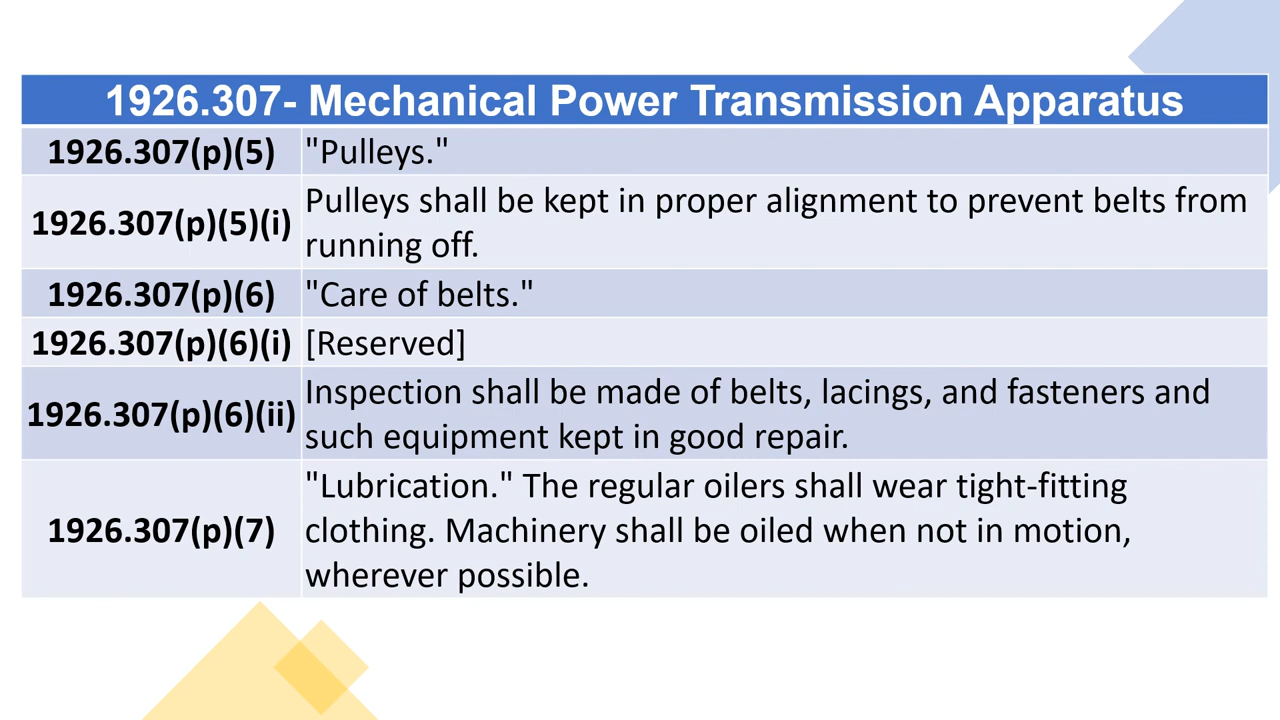 1926.307- Mechanical Power Transmission Apparatus
1926.307(p)(5) "Pulleys."
1926.307(p)(5)(i) Pulleys shall be kept in proper alignment to prevent belts from
running off.
1926.307(p)(6) "Care of belts."
1926.307(p)(6)(i) [Reserved]
1926.307(p)(6)(ii) Inspection shall be made of belts, lacings, and fasteners and
such equipment kept in good repair.
1926.307(p)(7) "Lubrication." The regular oilers shall wear tight-fitting
clothing. Machinery shall be oiled when not in motion,
wherever possible.